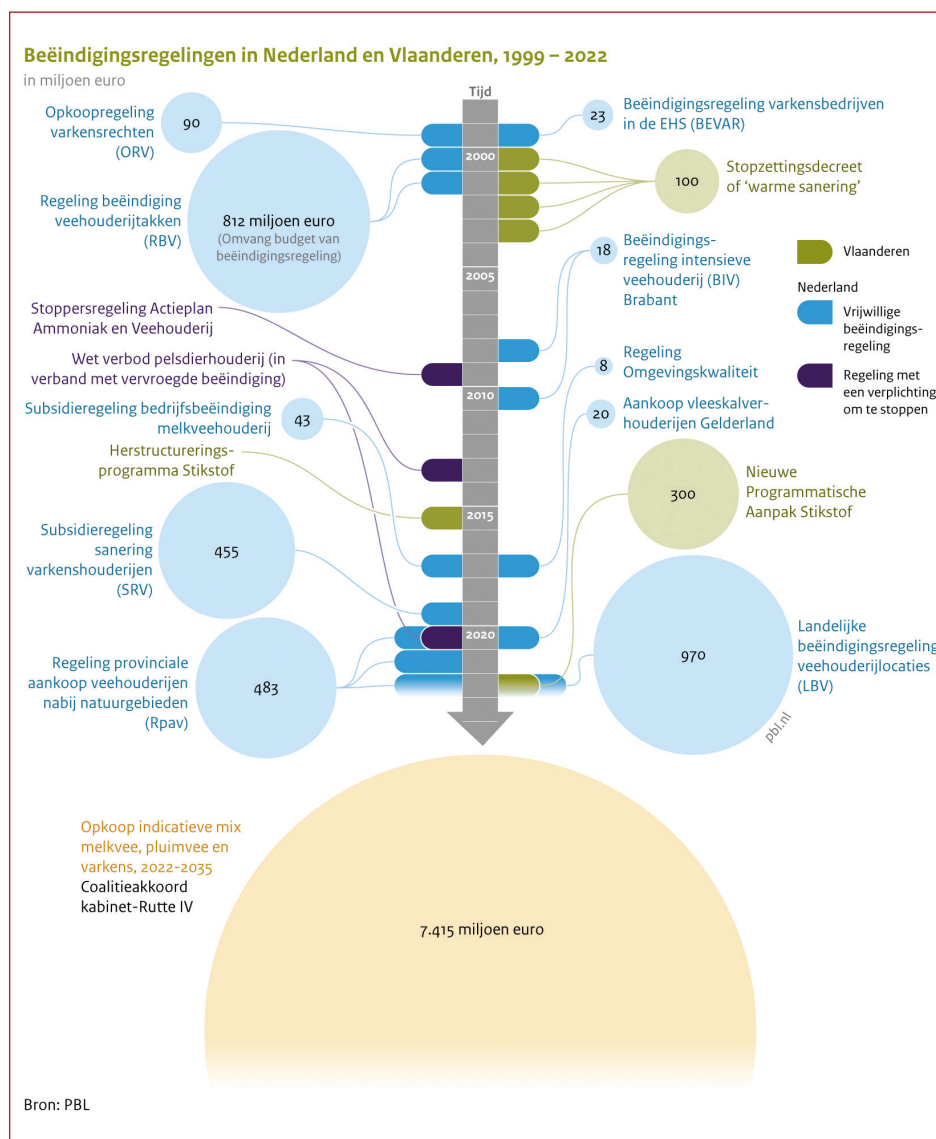 Beëindigingsregelingen in Nederland en Vlaanderen, 1999 – 2022
in miljoen euro
Tijd
Opkoopregeling
varkensrechten
(ORV)
90
23
Beëindigingsregeling varkensbedrijven
in de EHS (BEVAR)
2000
Stopzettingsdecreet
of ‘warme sanering’
100
Regeling beëindiging
veehouderijtakken
(RBV)
812 miljoen euro
(Omvang budget van
beëindigingsregeling)
2005
18
Beëindigings-
regeling intensieve
veehouderij (BIV)
Brabant
Vlaanderen
Nederland
Vrijwillige
beëindigings-
regeling
Regeling met
een verplichting
om te stoppen
Stoppersregeling Actieplan
Ammoniak en Veehouderij
Wet verbod pelsdierhouderij (in
verband met vervroegde beëindiging)
8
Regeling
Omgevingskwaliteit
2010
Subsidieregeling bedrijfsbeëindiging
melkveehouderij
43
20
Aankoop vleeskalver-
houderijen Gelderland
Herstructurerings-
programma Stikstof
300
Nieuwe
Programmatische
Aanpak Stikstof
2015
Subsidieregeling
sanering
varkenshouderijen
(SRV)
455
2020
Regeling provinciale
aankoop veehouderijen
nabij natuurgebieden
(Rpav)
483
970
Landelijke
beëindigingsregeling
veehouderijlocaties
(LBV)
pbl.nl
Opkoop indicatieve mix
melkvee, pluimvee en
varkens, 2022-2035
Coalitieakkoord
kabinet-Rutte IV
7.415 miljoen euro
Bron: PBL